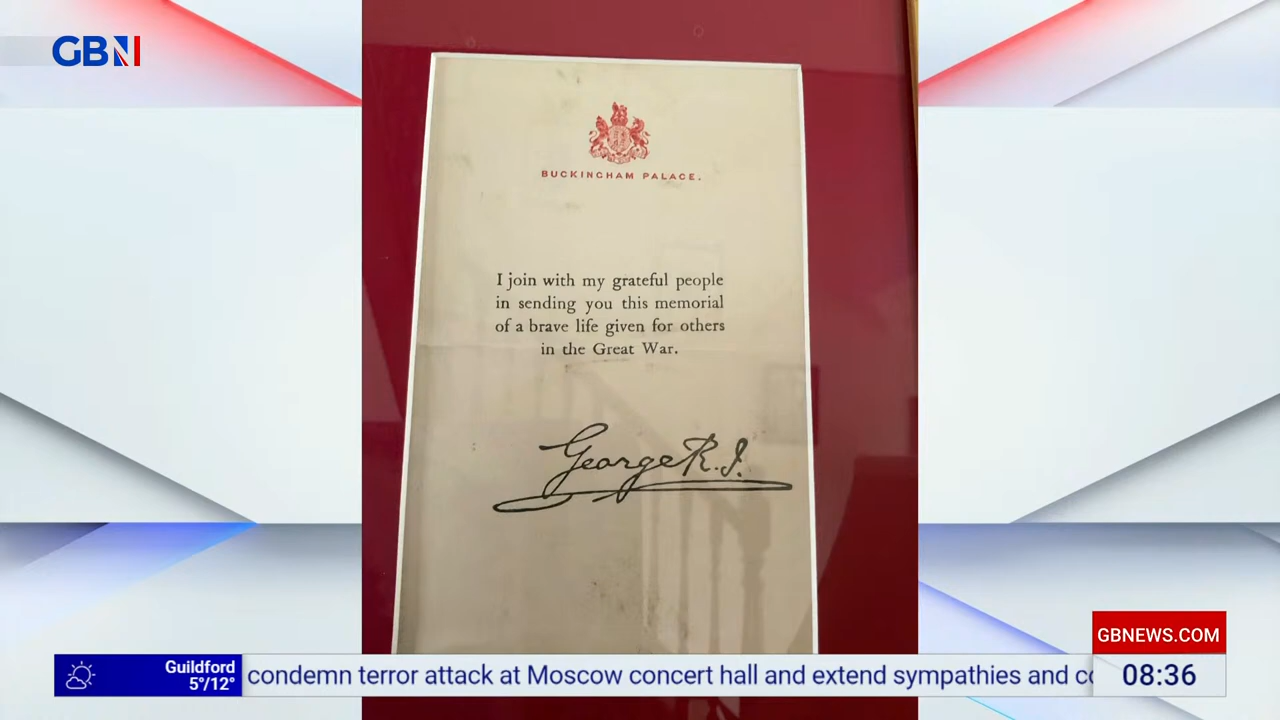 GBN
BUCKINGHAM PALACE.
I join with my grateful people
in sending you this memorial
of a brave life given for others
in the Great War.
George R.I.
GBNEWS.COM
Guildford
5°/12°
condemn terror attack at Moscow concert hall and extend sympathies and
08:36